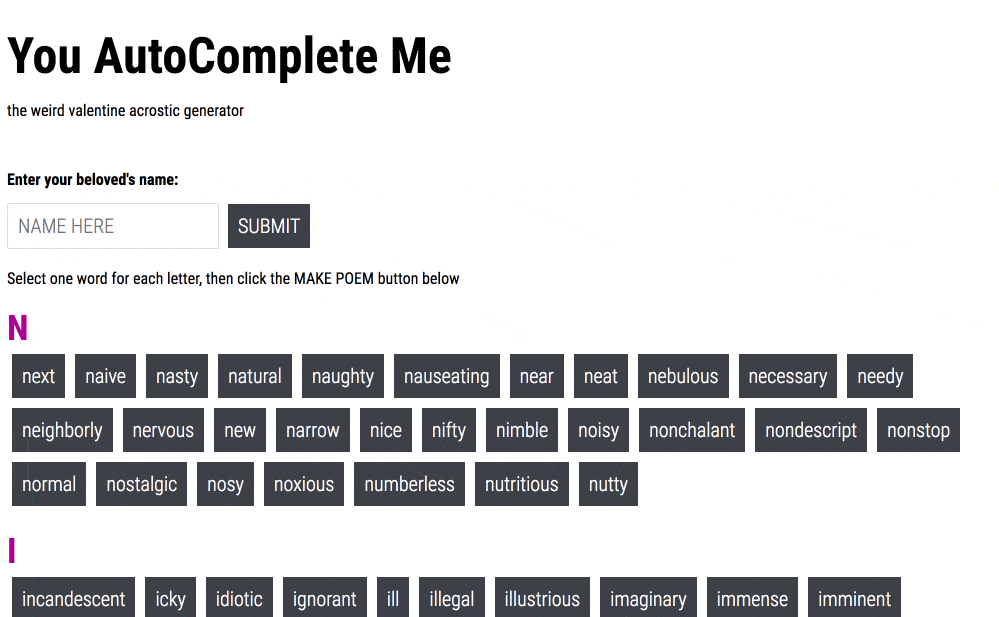 You AutoComplete Me
the weird valentine acrostic generator
Enter your beloved's name:
NAME HERE SUBMIT
Select one word for each letter, then click the MAKE POEM button below
N
next naive nasty natural naughty nauseating near neat nebulous necessary needy
neighborly nervous new narrow nice nifty nimble noisy nonchalant nondescript nonstop
normal nostalgic nosy noxious numberless nutritious nutty
I
incandescent icky idiotic ignorant ill illegal illustrious imaginary immense imminent